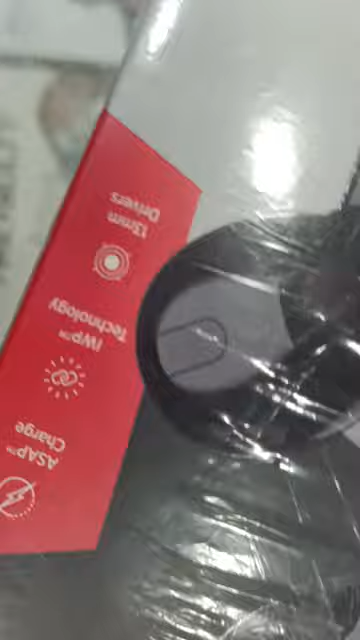 ASAP™
Charge
IWP™
Technology
13mm
Drivers